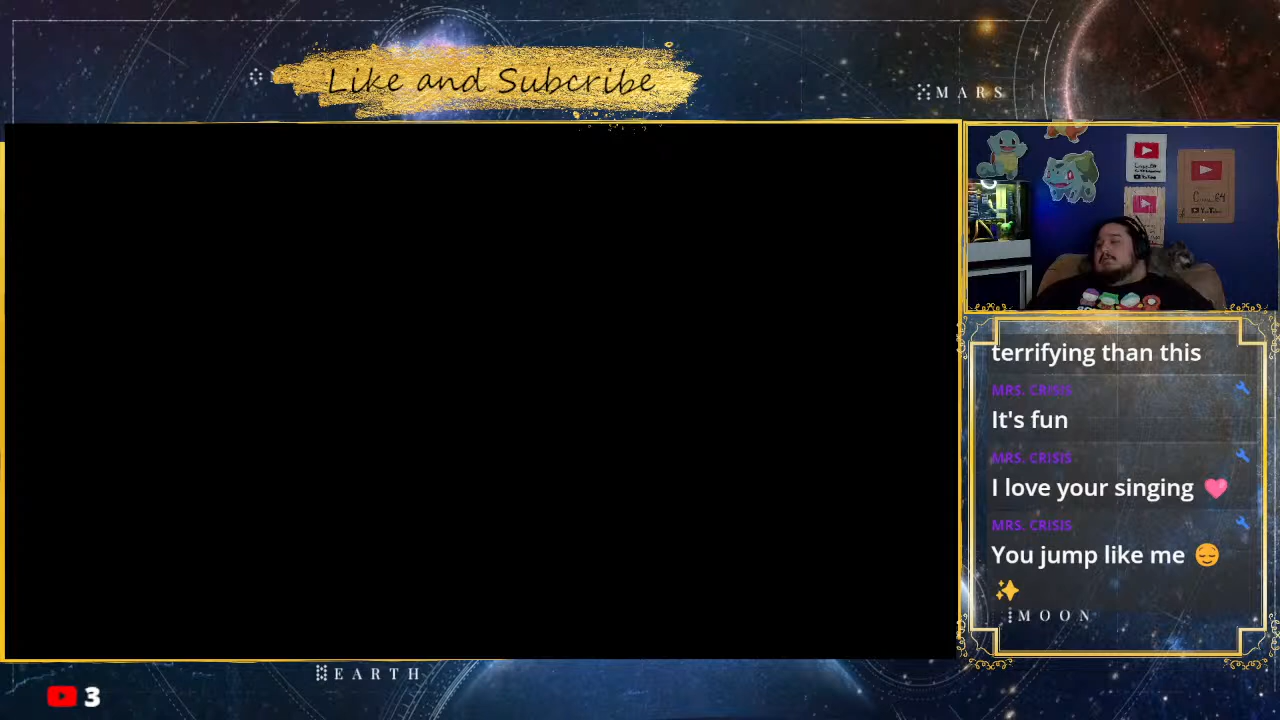 Like and Subcribe
MARS
terrifying than this
MRS. CRISIS
It's fun
MRS. CRISIS
I love your singing 🩷
MRS. CRISIS
You jump like me 😌
✨
MOON
EARTH
3